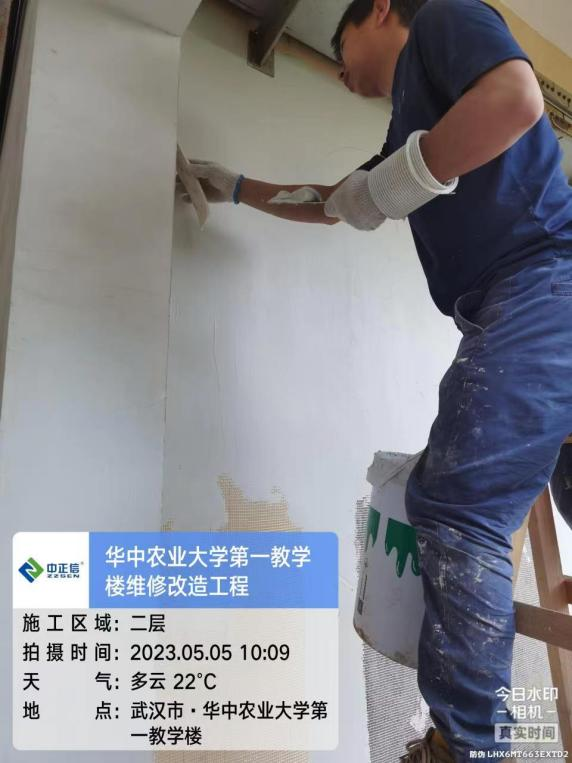 中正信®
ZZSEN
华中农业大学第一教学
楼维修改造工程
施工区域：二层
拍摄时间：2023.05.05 10:09
天气：多云 22℃
地点：武汉市·华中农业大学第
一教学楼
今日水印
-相机-
真实时间
防伪 LHX6MT663EXTD2